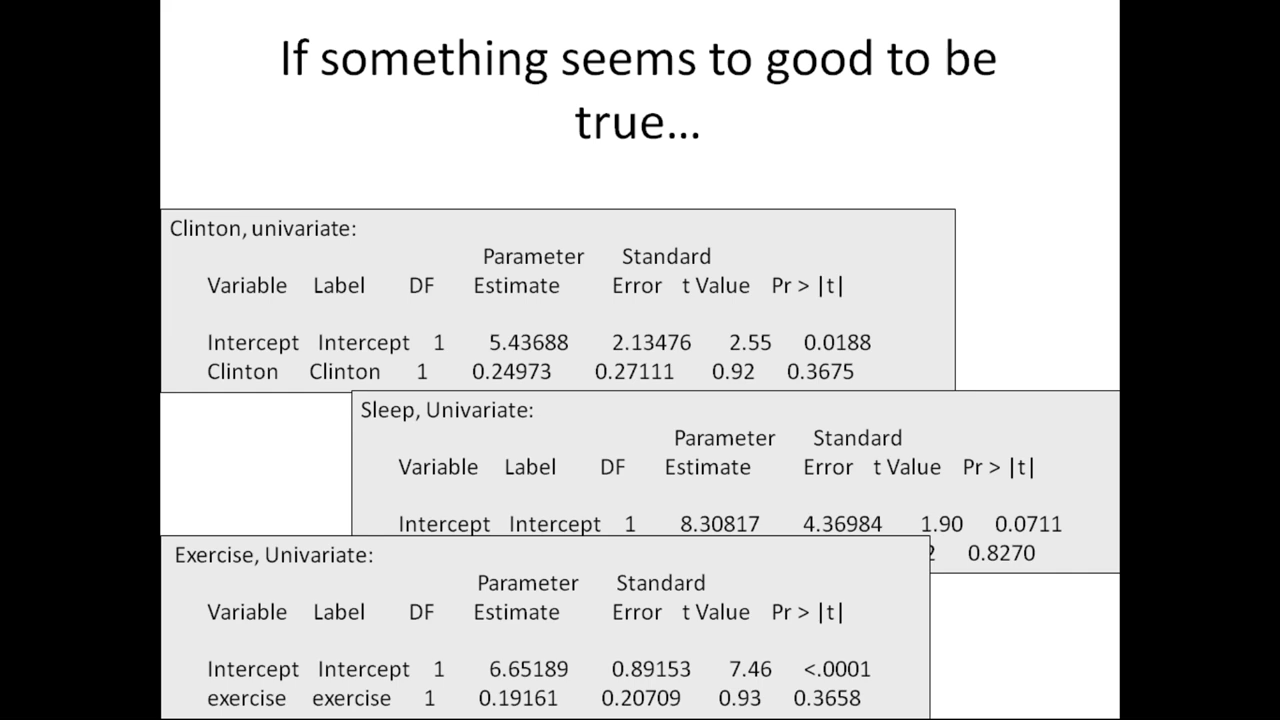 If something seems to good to be
true...
Clinton, univariate:
Parameter Standard
Variable Label DF Estimate Error t Value Pr > |t|
Intercept Intercept 1 5.43688 2.13476 2.55 0.0188
Clinton Clinton 1 0.24973 0.27111 0.92 0.3675
Sleep, Univariate:
Parameter Standard
Variable Label DF Estimate Error t Value Pr > |t|
Intercept Intercept 1 8.30817 4.36984 1.90 0.0711
0.8270
Exercise, Univariate:
Parameter Standard
Variable Label DF Estimate Error t Value Pr > |t|
Intercept Intercept 1 6.65189 0.89153 7.46 <.0001
exercise exercise 1 0.19161 0.20709 0.93 0.3658